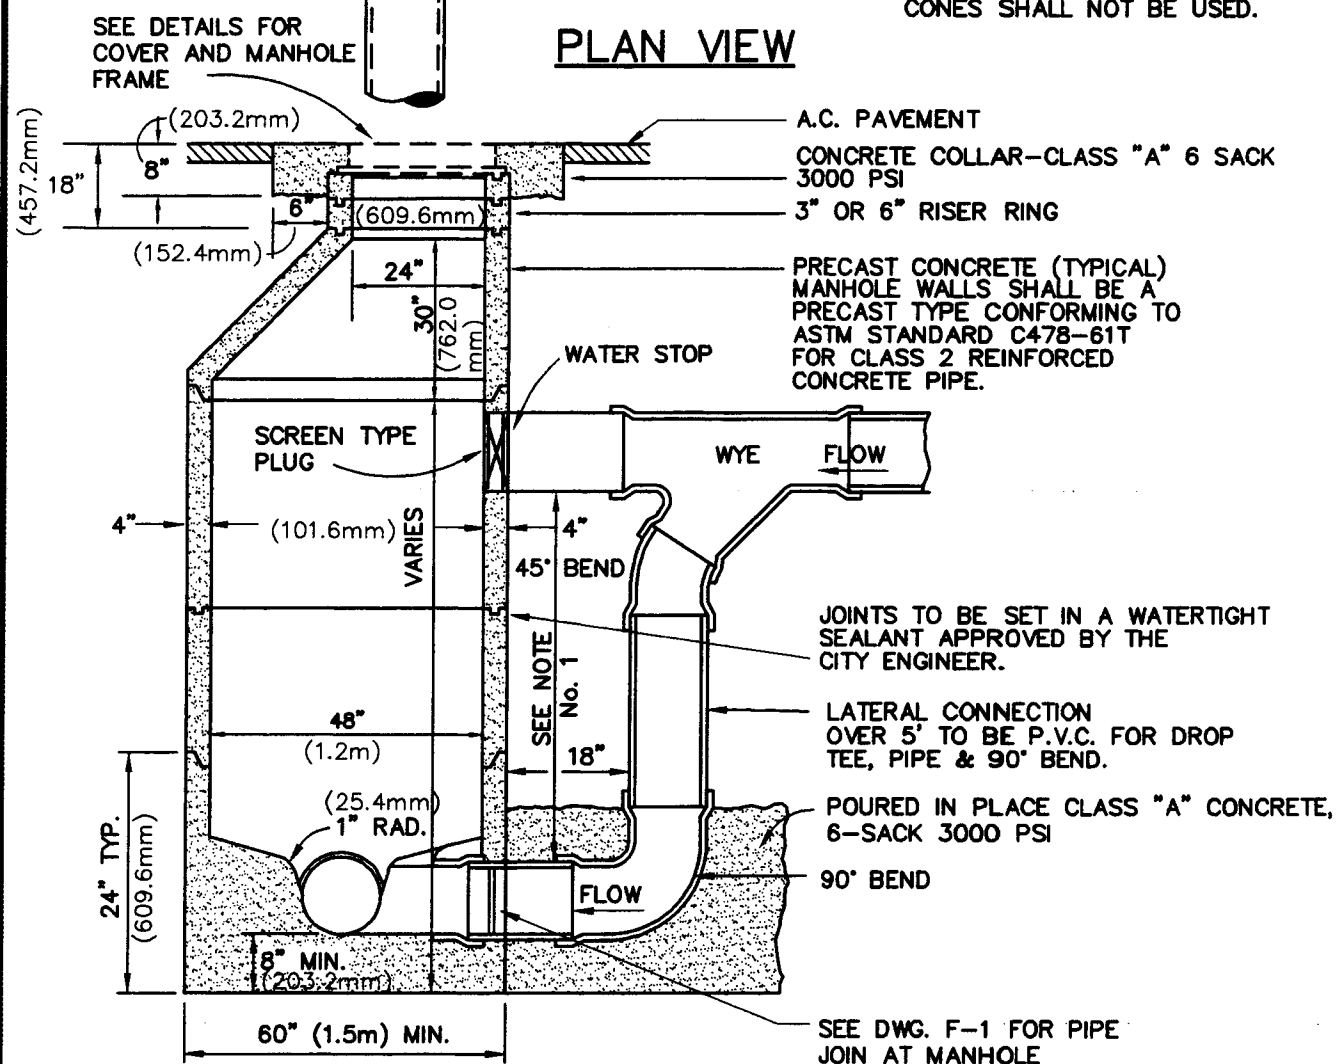 CONES SHALL NOT BE USED.
SEE DETAILS FOR
COVER AND MANHOLE
FRAME
PLAN VIEW
(203.2mm)
8"
(457.2mm)
18"
6"
(152.4mm)
(609.6mm)
24"
30"
(762.0
mm)
A.C. PAVEMENT
CONCRETE COLLAR-CLASS "A" 6 SACK
3000 PSI
3" OR 6" RISER RING
PRECAST CONCRETE (TYPICAL)
MANHOLE WALLS SHALL BE A
PRECAST TYPE CONFORMING TO
ASTM STANDARD C478-61T
FOR CLASS 2 REINFORCED
CONCRETE PIPE.
WATER STOP
SCREEN TYPE
PLUG
WYE
FLOW
4"
(101.6mm)
VARIES
4"
45° BEND
SEE NOTE
No. 1
JOINTS TO BE SET IN A WATERTIGHT
SEALANT APPROVED BY THE
CITY ENGINEER.
48"
(1.2m)
18"
LATERAL CONNECTION
OVER 5' TO BE P.V.C. FOR DROP
TEE, PIPE & 90° BEND.
(25.4mm)
1" RAD.
24" TYP.
(609.6mm)
POURED IN PLACE CLASS "A" CONCRETE,
6-SACK 3000 PSI
90° BEND
FLOW
8" MIN.
(203.2mm)
60" (1.5m) MIN.
SEE DWG. F-1 FOR PIPE
JOIN AT MANHOLE